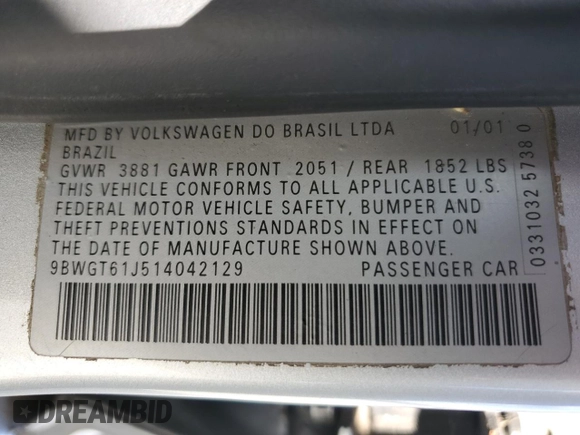 MFD BY VOLKSWAGEN DO BRASIL LTDA 01/01
BRAZIL
GVWR 3881 GAWR FRONT 2051 / REAR 1852 LBS
THIS VEHICLE CONFORMS TO ALL APPLICABLE U.S.
FEDERAL MOTOR VEHICLE SAFETY, BUMPER AND
THEFT PREVENTIONS STANDARDS IN EFFECT ON
THE DATE OF MANUFACTURE SHOWN ABOVE.
9BWGT61J514042129 PASSENGER CAR
0331032 57380
DREAMBID